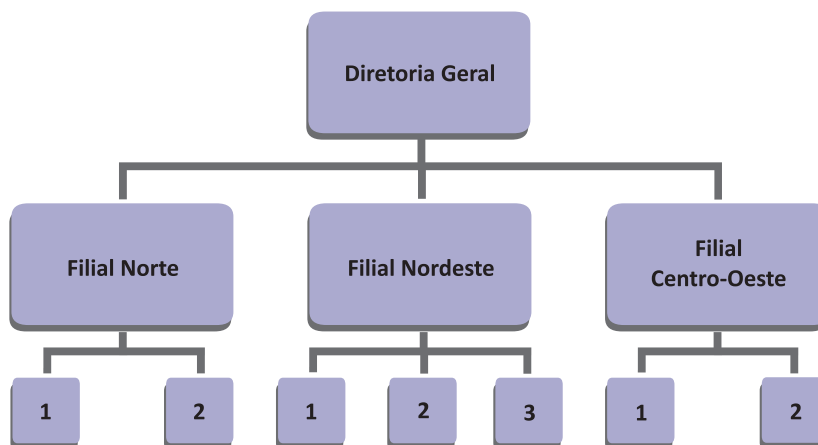 Diretoria Geral
Filial Norte
Filial Nordeste
Filial
Centro-Oeste
1
2
1
2
3
1
2